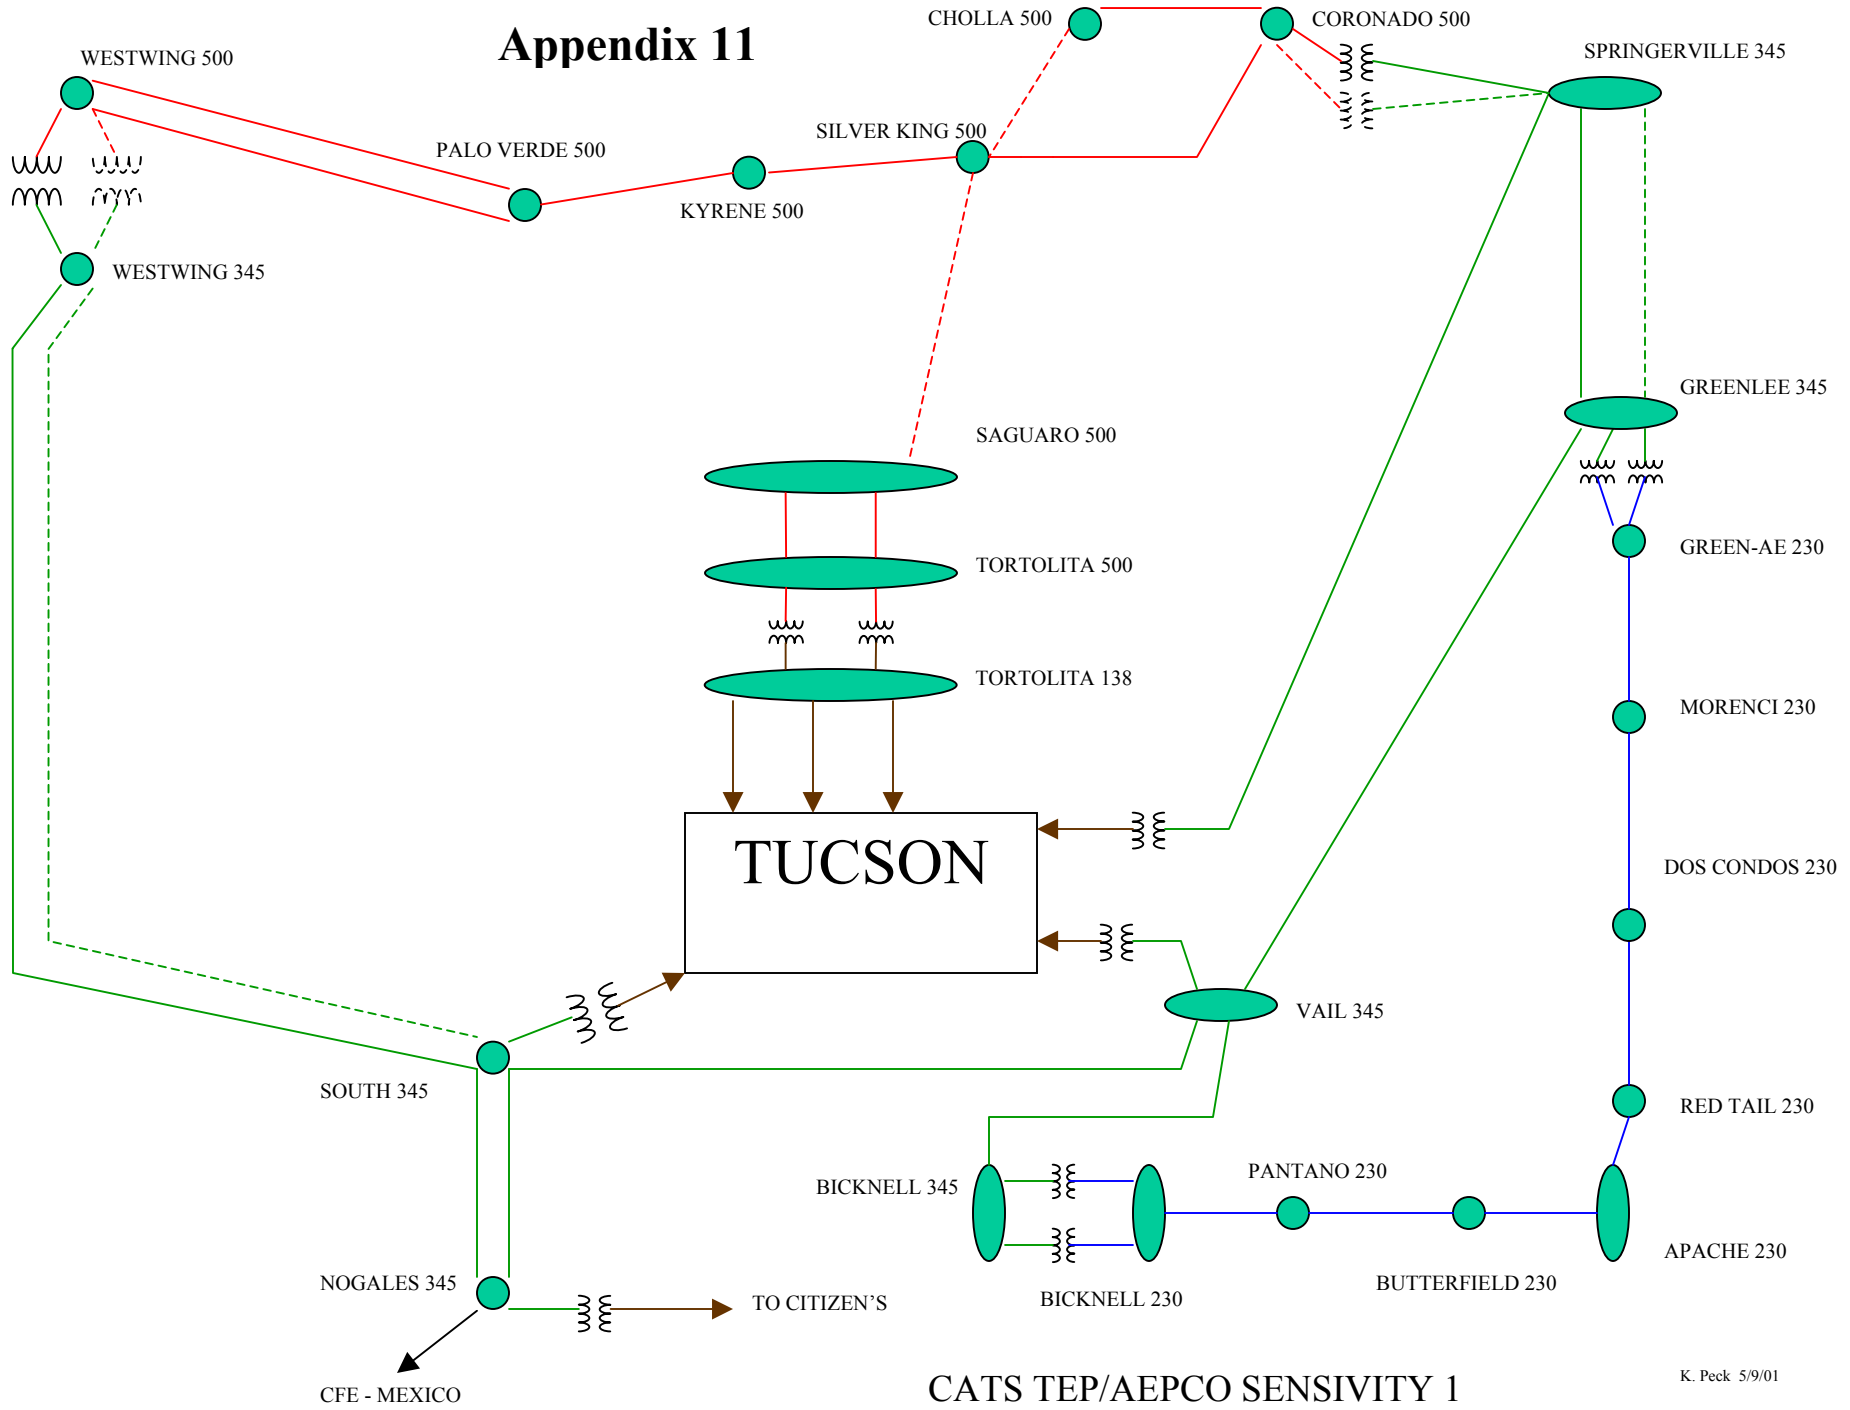 CHOLLA 500
CORONADO 500
Appendix 11
WESTWING 500
SPRINGERVILLE 345
SILVER KING 500
PALO VERDE 500
KYRENE 500
WESTWING 345
GREENLEE 345
SAGUARO 500
GREEN-AE 230
TORTOLITA 500
TORTOLITA 138
MORENCI 230
TUCSON
DOS CONDOS 230
VAIL 345
SOUTH 345
RED TAIL 230
PANTANO 230
BICKNELL 345
APACHE 230
NOGALES 345
BUTTERFIELD 230
BICKNELL 230
TO CITIZEN'S
CFE - MEXICO
CATS TEP/AEPCO SENSIVITY 1
K. Peck 5/9/01